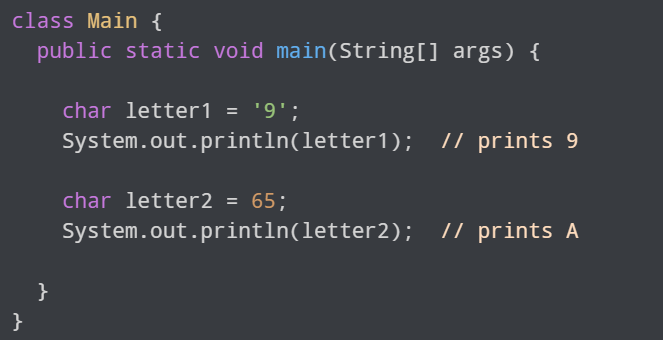 class Main {
  public static void main(String[] args) {

    char letter1 = '9';
    System.out.println(letter1);  // prints 9

    char letter2 = 65;
    System.out.println(letter2);  // prints A

  }
}